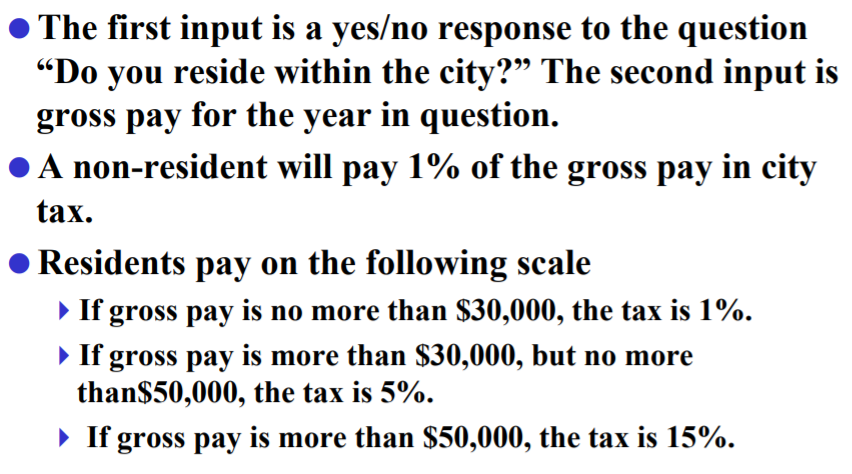 The first input is a yes/no response to the question
“Do you reside within the city?” The second input is
gross pay for the year in question.
A non-resident will pay 1% of the gross pay in city
tax.
Residents pay on the following scale
If gross pay is no more than $30,000, the tax is 1%.
If gross pay is more than $30,000, but no more
than$50,000, the tax is 5%.
If gross pay is more than $50,000, the tax is 15%.